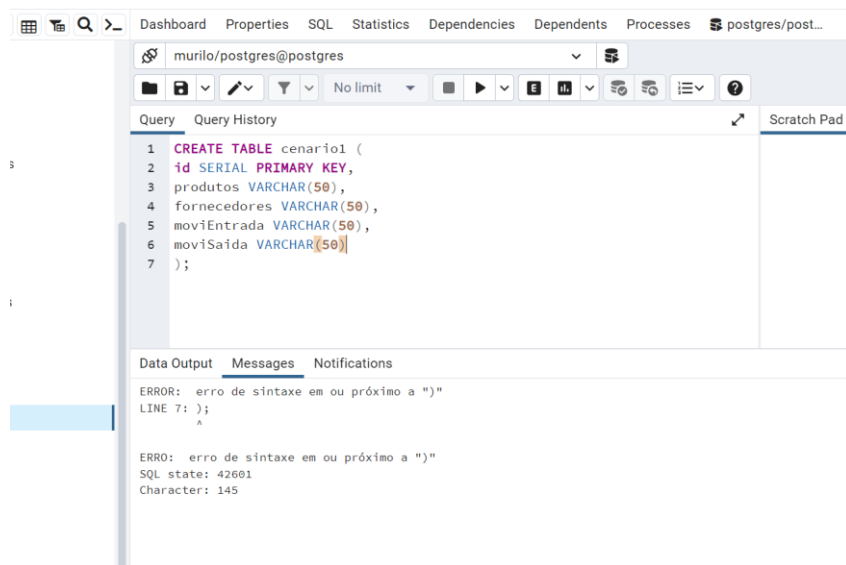 Dashboard Properties SQL Statistics Dependencies Dependents Processes postgres/post...
murilo/postgres@postgres
No limit E
Query Query History Scratch Pad
1 CREATE TABLE cenario1 (
2 id SERIAL PRIMARY KEY,
3 produtos VARCHAR(50),
4 fornecedores VARCHAR(50),
5 moviEntrada VARCHAR(50),
6 moviSaida VARCHAR(50)
7 );
s
s
Data Output Messages Notifications
ERROR: erro de sintaxe em ou próximo a ")"
LINE 7: );
^
ERRO: erro de sintaxe em ou próximo a ")"
SQL state: 42601
Character: 145